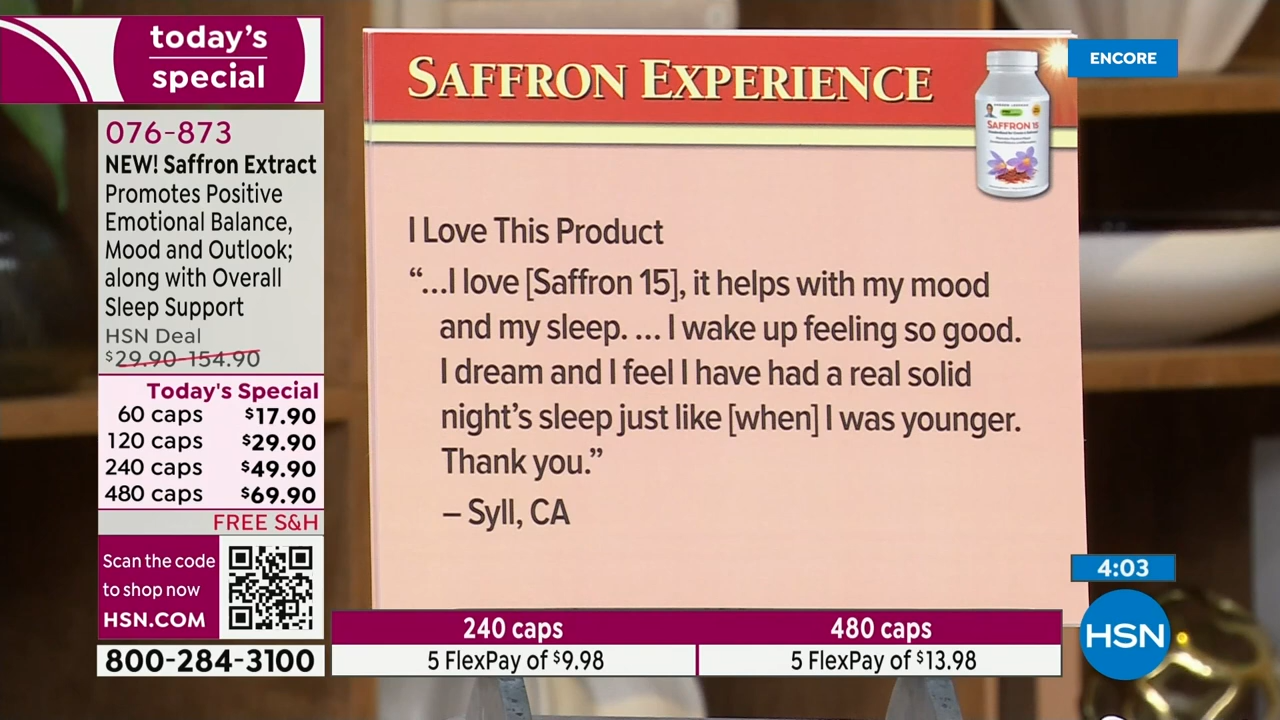 today's
special
076-873
NEW! Saffron Extract
Promotes Positive
Emotional Balance,
Mood and Outlook;
along with Overall
Sleep Support
HSN Deal
$29.90-154.90
Today's Special
60 caps $17.90
120 caps $29.90
240 caps $49.90
480 caps $69.90
FREE S&H
Scan the code
to shop now
HSN.COM
800-284-3100
SAFFRON EXPERIENCE
SAFFRON 15
I Love This Product
“...I love [Saffron 15], it helps with my mood
and my sleep. ... I wake up feeling so good.
I dream and I feel I have had a real solid
night's sleep just like [when] I was younger.
Thank you.”
– Syll, CA
ENCORE
4:03
HSN
240 caps 480 caps
5 FlexPay of $9.98 5 FlexPay of $13.98